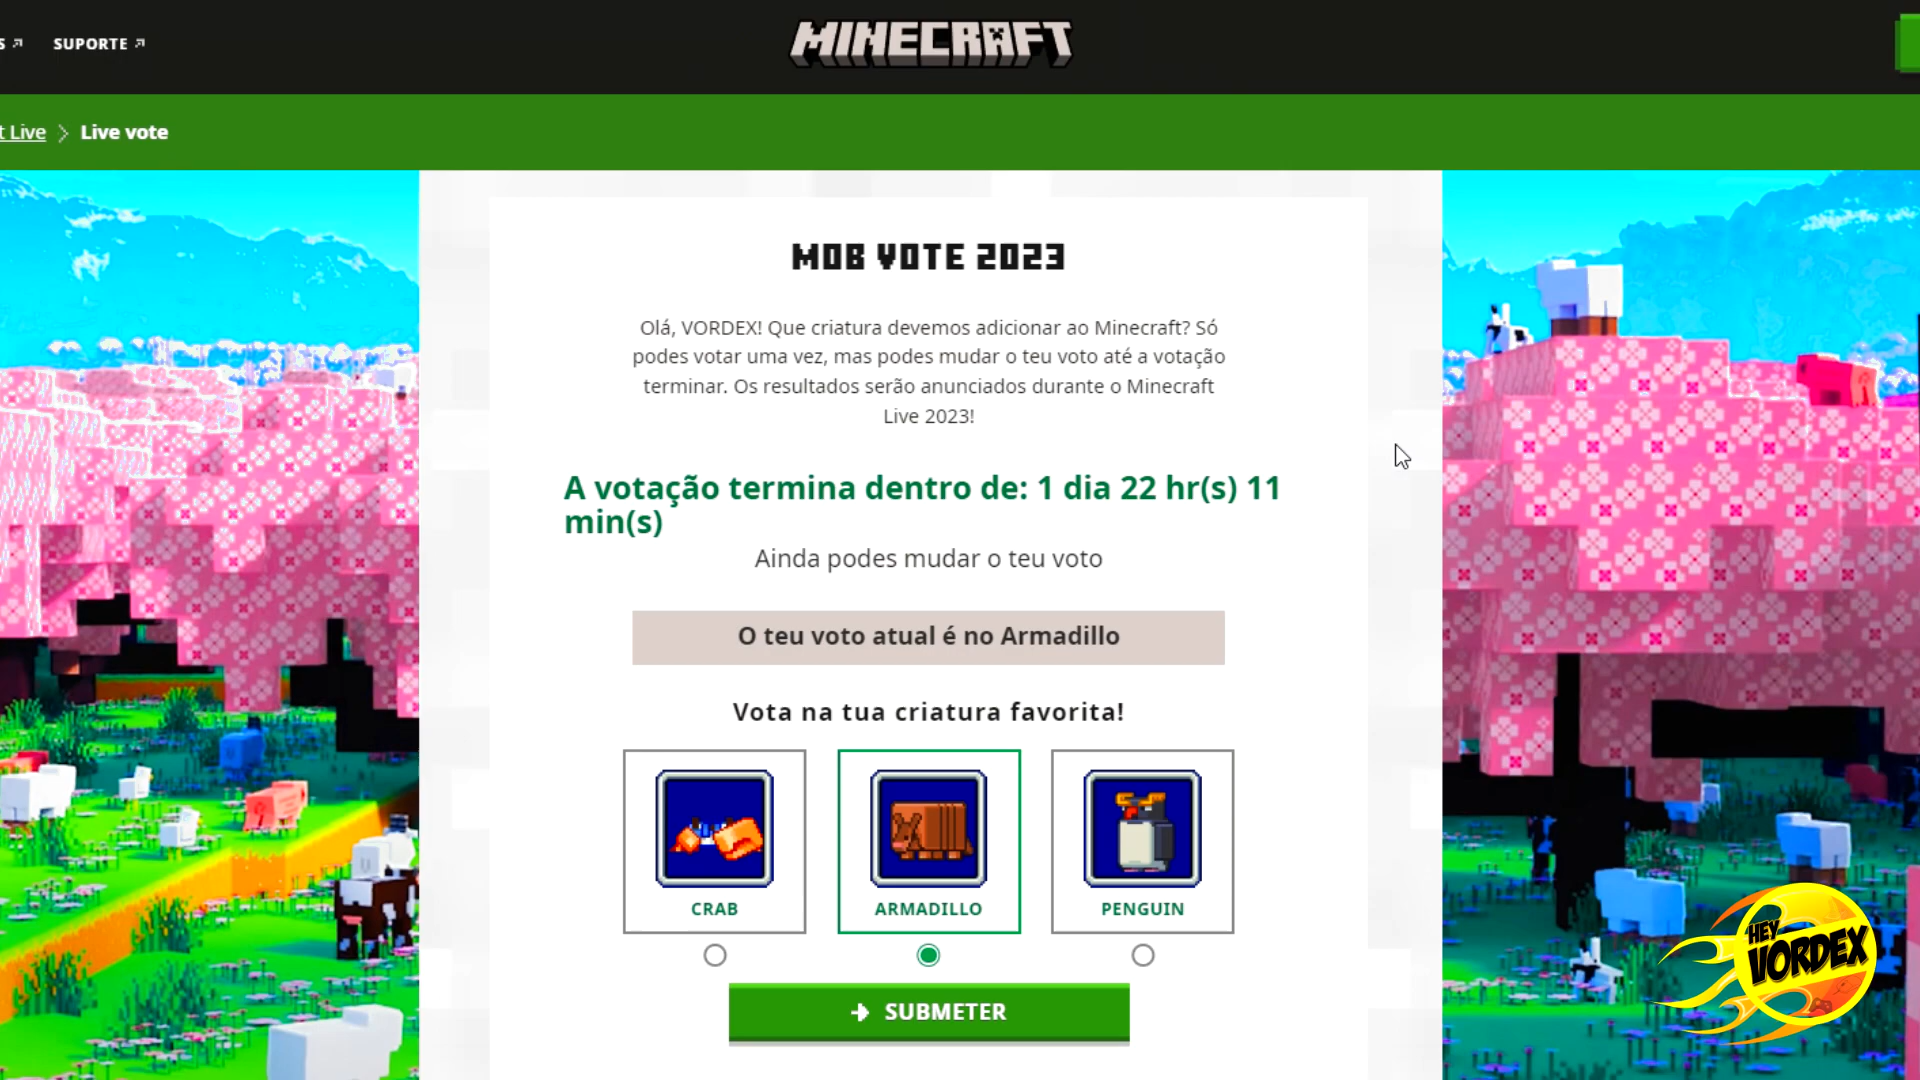 S
SUPORTE
MINECRAFT
t Live
Live vote
MOB VOTE 2023
Olá, VORDEX! Que criatura devemos adicionar ao Minecraft? Só
podes votar uma vez, mas podes mudar o teu voto até a votação
terminar. Os resultados serão anunciados durante o Minecraft
Live 2023!
A votação termina dentro de: 1 dia 22 hr(s) 11
min(s)
Ainda podes mudar o teu voto
O teu voto atual é no Armadillo
Vota na tua criatura favorita!
CRAB
ARMADILLO
PENGUIN
SUBMETER
HEY
VORDEX